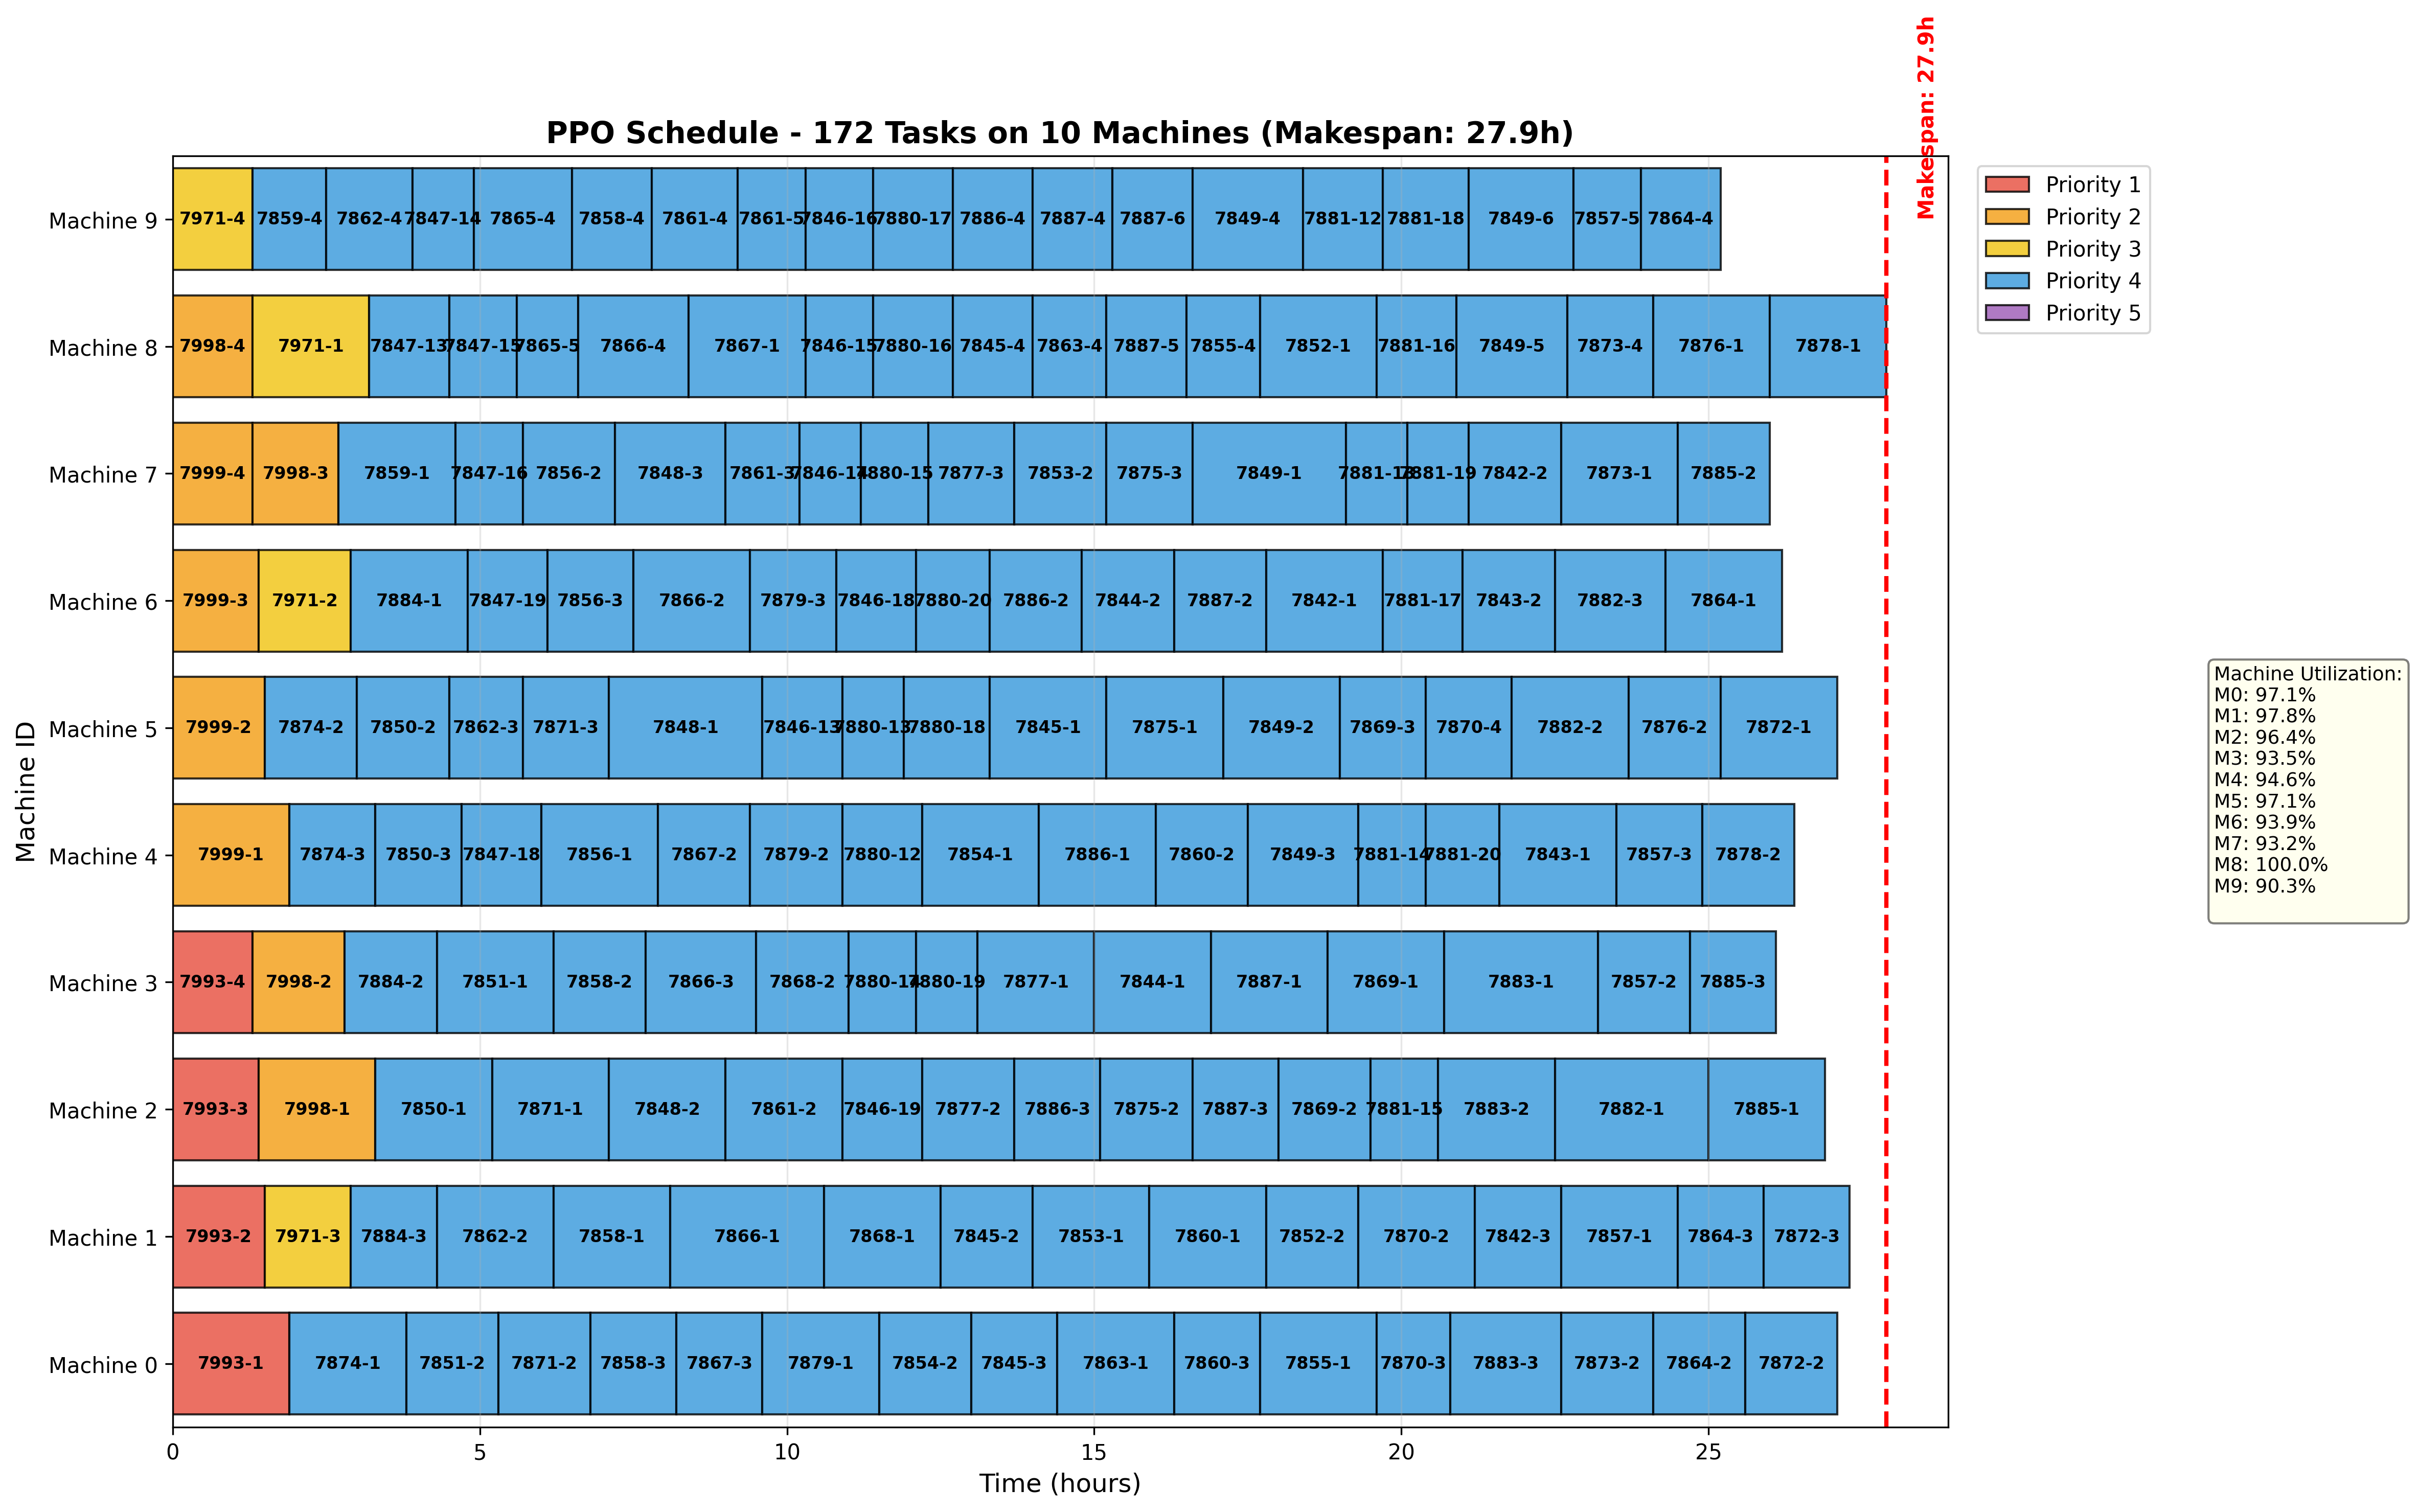 Makespan: 27.9h
PPO Schedule - 172 Tasks on 10 Machines (Makespan: 27.9h)
Machine 9 7971-4 7859-4 7862-4 7847-14 7865-4 7858-4 7861-4 7861-5 7846-16 7880-17 7886-4 7887-4 7887-6 7849-4 7881-12 7881-18 7849-6 7857-5 7864-4
Machine 8 7998-4 7971-1 7847-13 7847-15 7865-5 7866-4 7867-1 7846-15 7880-16 7845-4 7863-4 7887-5 7855-4 7852-1 7881-16 7849-5 7873-4 7876-1 7878-1
Machine 7 7999-4 7998-3 7859-1 7847-16 7856-2 7848-3 7861-3 7846-14 7880-15 7877-3 7853-2 7875-3 7849-1 7881-13 7881-19 7842-2 7873-1 7885-2
Machine 6 7999-3 7971-2 7884-1 7847-19 7856-3 7866-2 7879-3 7846-18 7880-20 7886-2 7844-2 7887-2 7842-1 7881-17 7843-2 7882-3 7864-1
Machine 5 7999-2 7874-2 7850-2 7862-3 7871-3 7848-1 7846-13 7880-13 7880-18 7845-1 7875-1 7849-2 7869-3 7870-4 7882-2 7876-2 7872-1
Machine 4 7999-1 7874-3 7850-3 7847-18 7856-1 7867-2 7879-2 7880-12 7854-1 7886-1 7860-2 7849-3 7881-14 7881-20 7843-1 7857-3 7878-2
Machine 3 7993-4 7998-2 7884-2 7851-1 7858-2 7866-3 7868-2 7880-14 7880-19 7877-1 7844-1 7887-1 7869-1 7883-1 7857-2 7885-3
Machine 2 7993-3 7998-1 7850-1 7871-1 7848-2 7861-2 7846-19 7877-2 7886-3 7875-2 7887-3 7869-2 7881-15 7883-2 7882-1 7885-1
Machine 1 7993-2 7971-3 7884-3 7862-2 7858-1 7866-1 7868-1 7845-2 7853-1 7860-1 7852-2 7870-2 7842-3 7857-1 7864-3 7872-3
Machine 0 7993-1 7874-1 7851-2 7871-2 7858-3 7867-3 7879-1 7854-2 7845-3 7863-1 7860-3 7855-1 7870-3 7883-3 7873-2 7864-2 7872-2
0 5 10 15 20 25
Time (hours)
Machine ID
Priority 1
Priority 2
Priority 3
Priority 4
Priority 5
Machine Utilization:
M0: 97.1%
M1: 97.8%
M2: 96.4%
M3: 93.5%
M4: 94.6%
M5: 97.1%
M6: 93.9%
M7: 93.2%
M8: 100.0%
M9: 90.3%